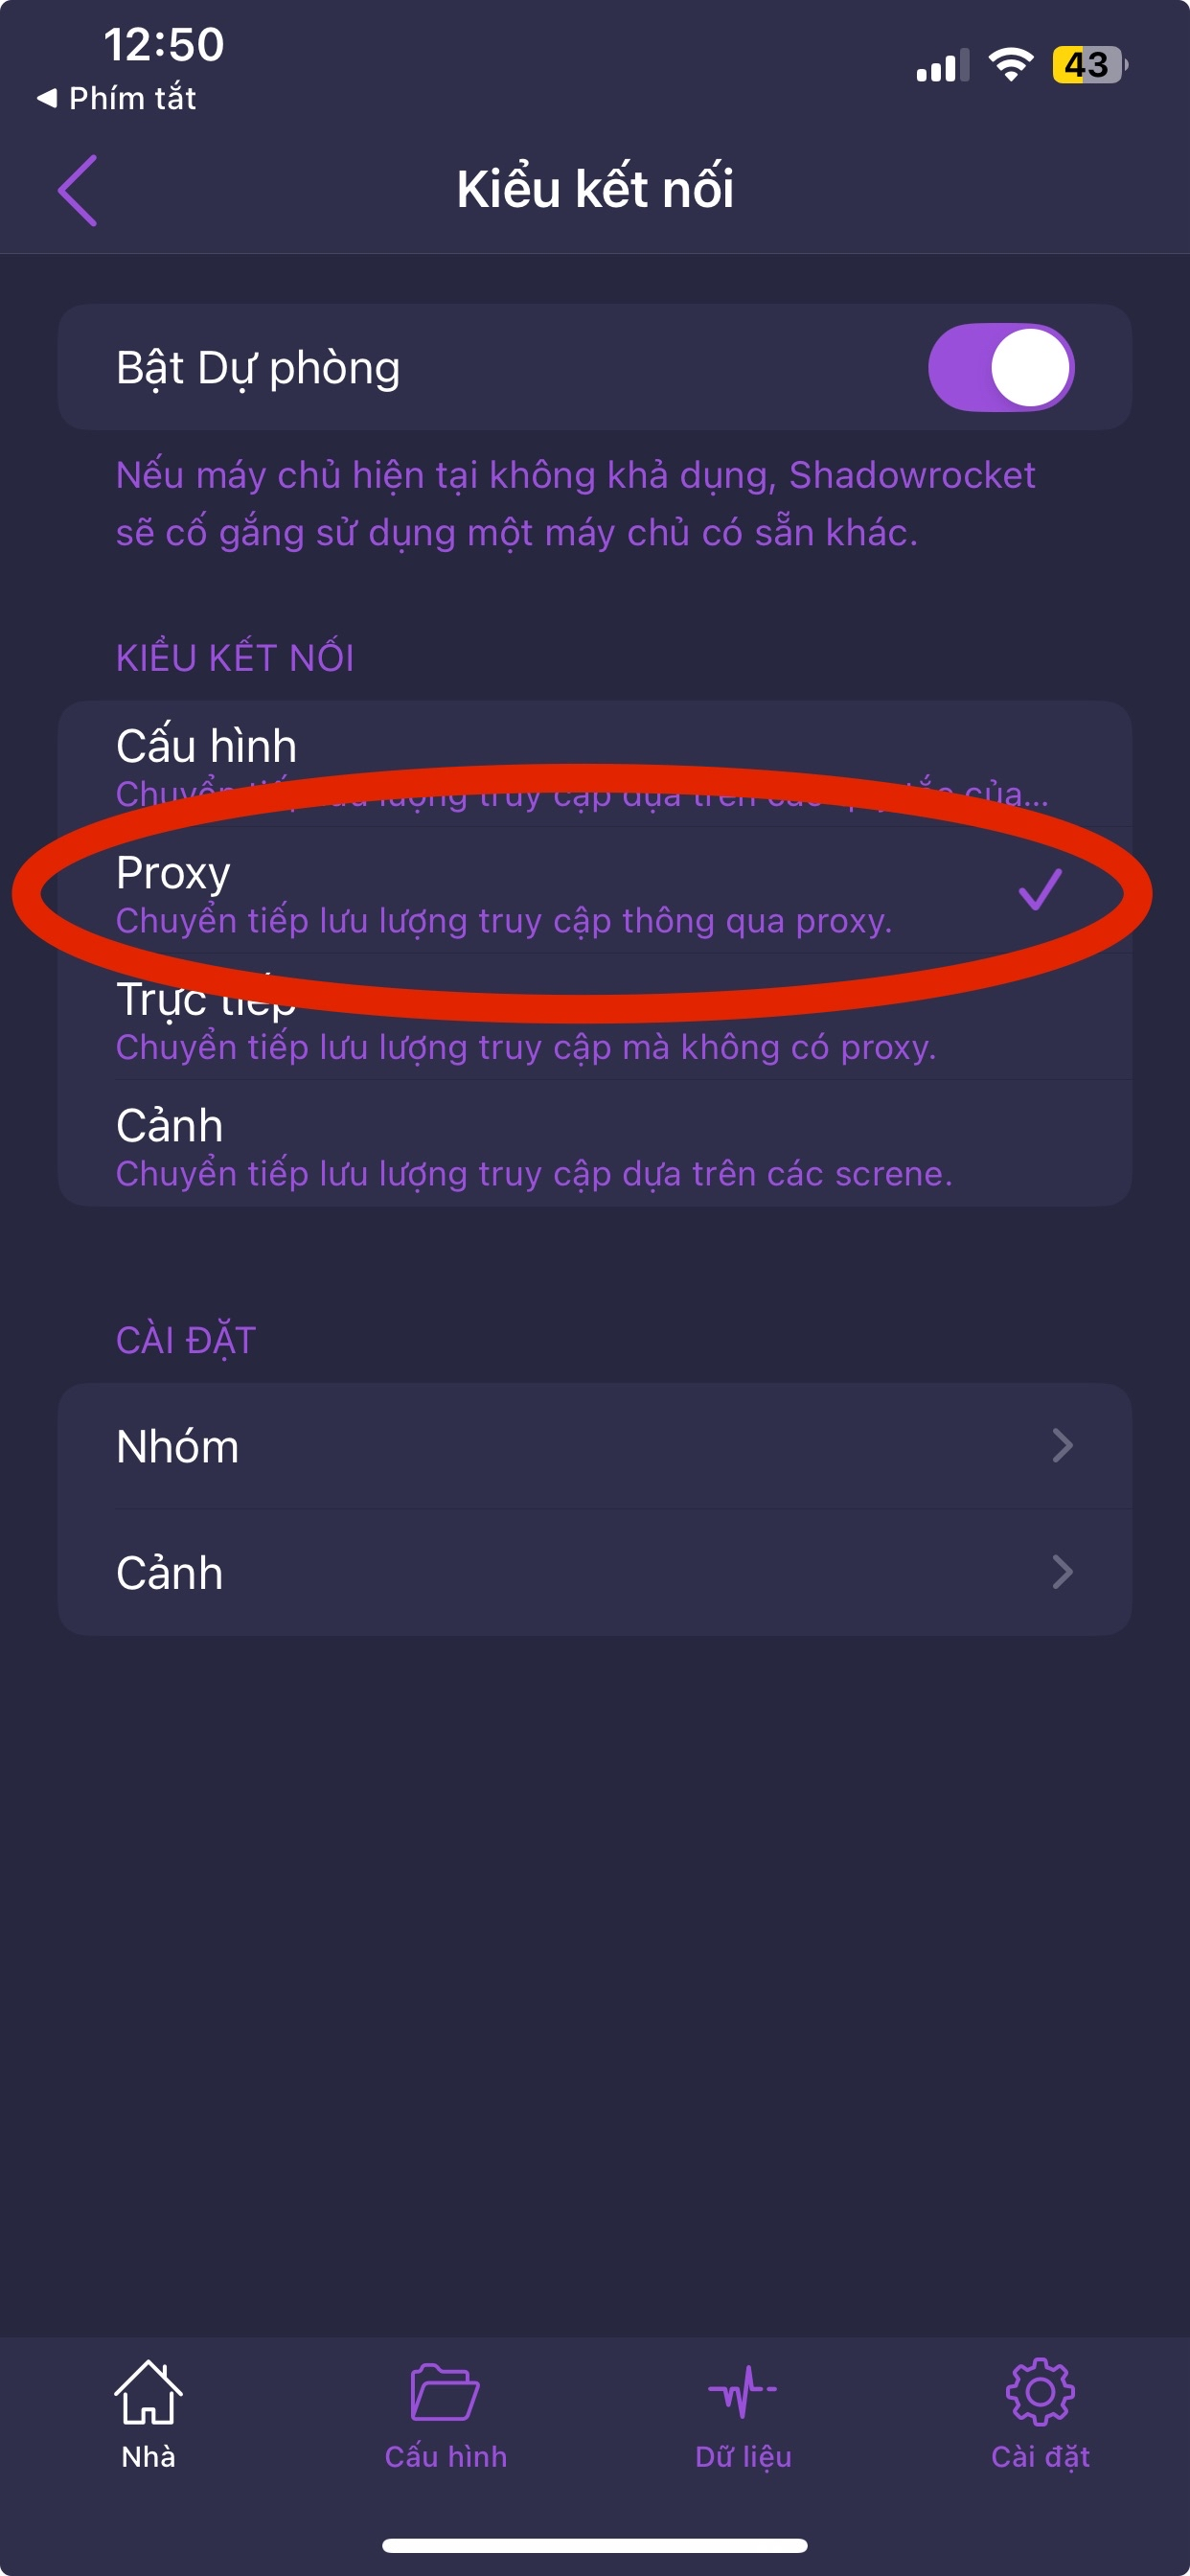 12:50
43
Phím tắt
Kiểu kết nối
Bật Dự phòng
Nếu máy chủ hiện tại không khả dụng, Shadowrocket
sẽ cố gắng sử dụng một máy chủ có sẵn khác.
KIỂU KẾT NỐI
Cấu hình
Chuyển tiếp lưu lượng truy cập dựa trên các quy tắc của...
Proxy
Chuyển tiếp lưu lượng truy cập thông qua proxy.
Trực tiếp
Chuyển tiếp lưu lượng truy cập mà không có proxy.
Cảnh
Chuyển tiếp lưu lượng truy cập dựa trên các screne.
CÀI ĐẶT
Nhóm
Cảnh
Nhà
Cấu hình
Dữ liệu
Cài đặt